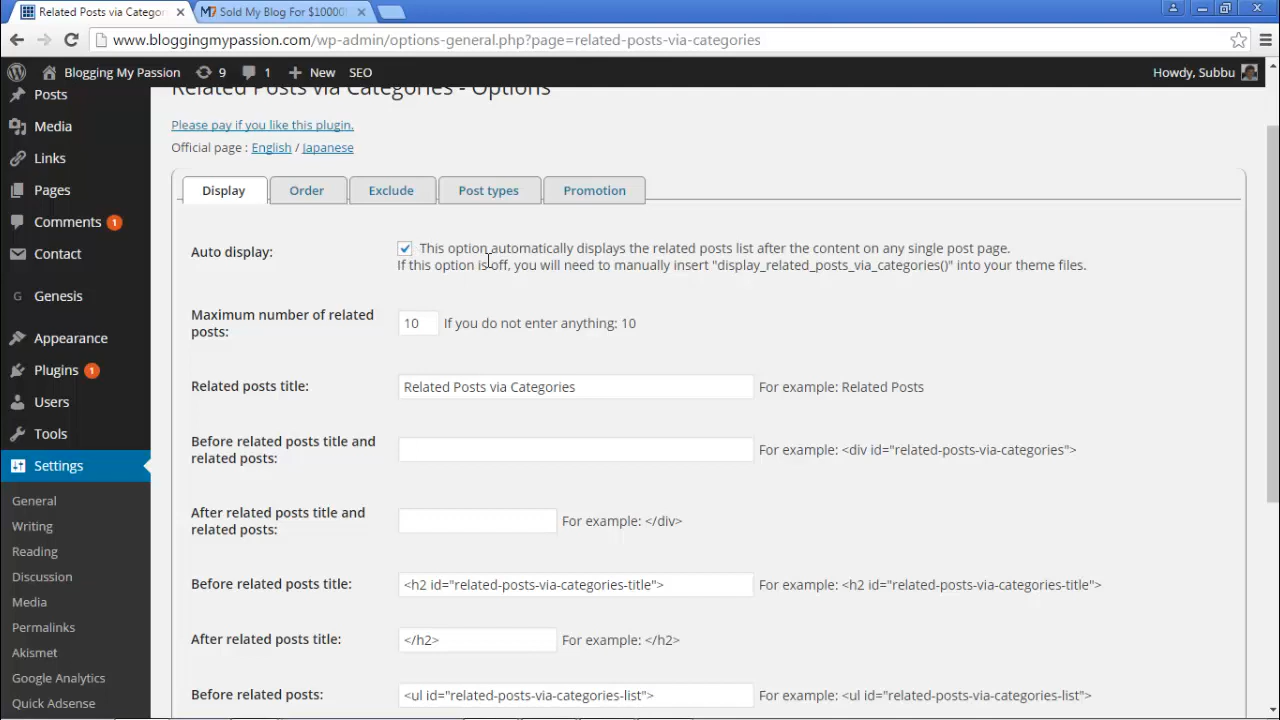 Related Posts via Categor ×
Sold My Blog For $10000 ×
www.bloggingmypassion.com/wp-admin/options-general.php?page=related-posts-via-categories
Blogging My Passion 9 1 + New SEO Howdy, Subbu
Posts
Media
Links
Pages
Comments 1
Contact
G Genesis
Appearance
Plugins 1
Users
Tools
Settings
General
Writing
Reading
Discussion
Media
Permalinks
Akismet
Google Analytics
Quick Adsense
Related Posts via Categories - Options
Please pay if you like this plugin.
Official page : English / Japanese
Display Order Exclude Post types Promotion
Auto display: This option automatically displays the related posts list after the content on any single post page.
If this option is off, you will need to manually insert "display_related_posts_via_categories()" into your theme files.
Maximum number of related
posts:
10 If you do not enter anything: 10
Related posts title: Related Posts via Categories For example: Related Posts
Before related posts title and
related posts:
For example: <div id="related-posts-via-categories">
After related posts title and
related posts:
For example: </div>
Before related posts title: <h2 id="related-posts-via-categories-title"> For example: <h2 id="related-posts-via-categories-title">
After related posts title: </h2> For example: </h2>
Before related posts: <ul id="related-posts-via-categories-list"> For example: <ul id="related-posts-via-categories-list">